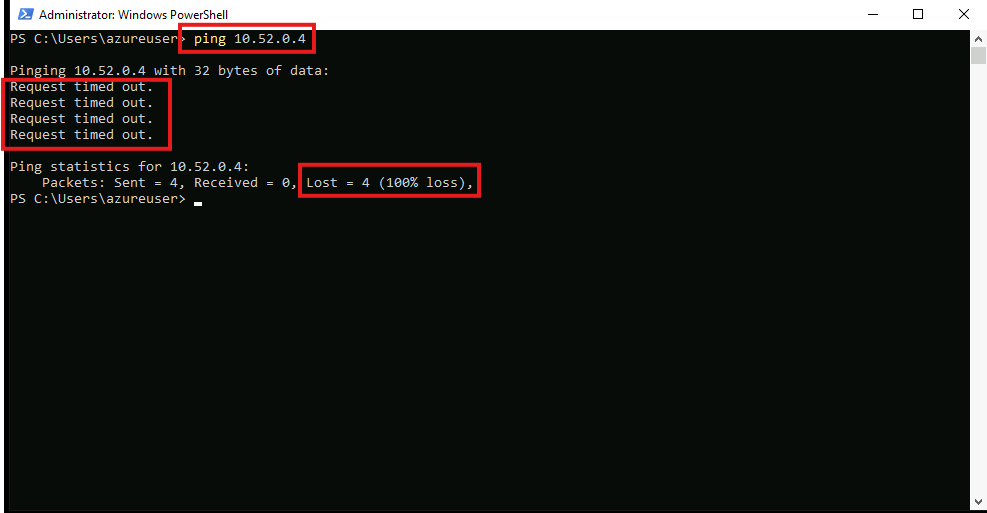 Administrator: Windows PowerShell
PS C:\Users\azureuser> ping 10.52.0.4
Pinging 10.52.0.4 with 32 bytes of data:
Request timed out.
Request timed out.
Request timed out.
Request timed out.
Ping statistics for 10.52.0.4:
Packets: Sent = 4, Received = 0, Lost = 4 (100% loss),
PS C:\Users\azureuser>